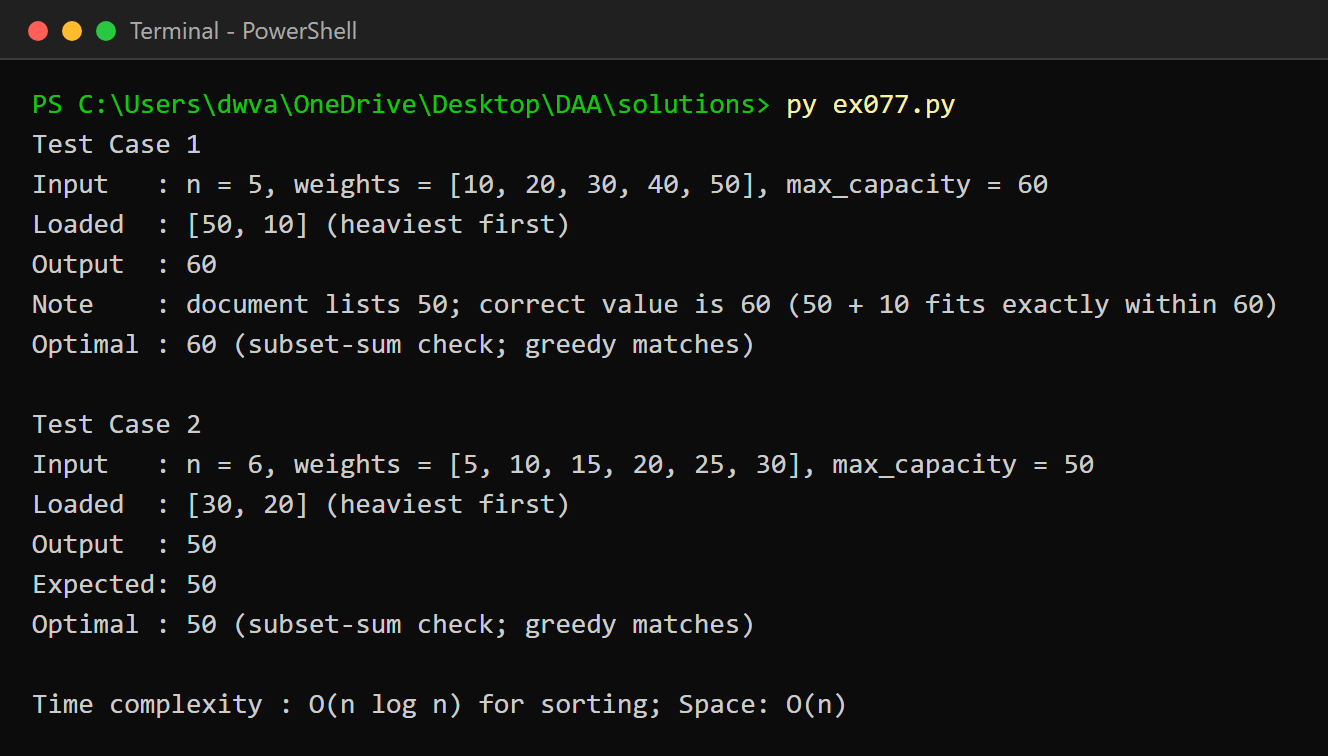 Terminal - PowerShell
PS C:\Users\dwva\OneDrive\Desktop\DAA\solutions> py ex077.py
Test Case 1
Input   : n = 5, weights = [10, 20, 30, 40, 50], max_capacity = 60
Loaded  : [50, 10] (heaviest first)
Output  : 60
Note    : document lists 50; correct value is 60 (50 + 10 fits exactly within 60)
Optimal : 60 (subset-sum check; greedy matches)
Test Case 2
Input   : n = 6, weights = [5, 10, 15, 20, 25, 30], max_capacity = 50
Loaded  : [30, 20] (heaviest first)
Output  : 50
Expected: 50
Optimal : 50 (subset-sum check; greedy matches)
Time complexity : O(n log n) for sorting; Space: O(n)